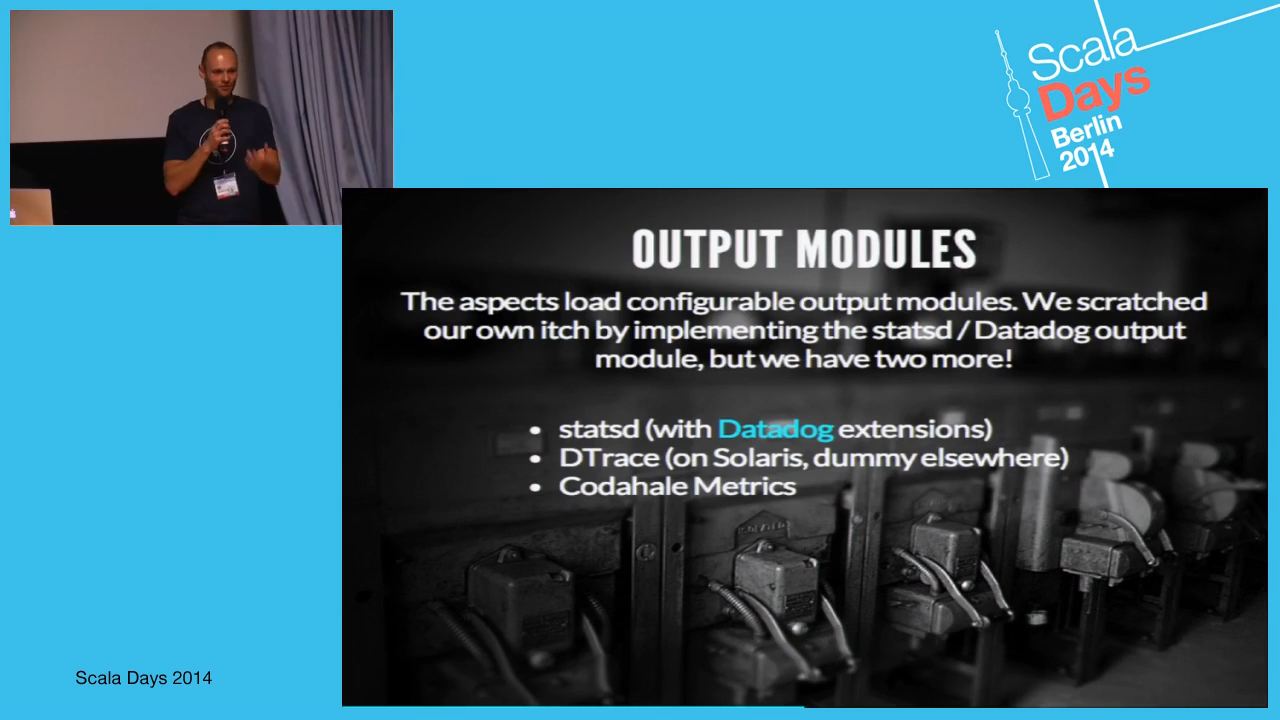 Scala
Days
Berlin
2014
OUTPUT MODULES
The aspects load configurable output modules. We scratched
our own itch by implementing the statsd / Datadog output
module, but we have two more!
• statsd (with Datadog extensions)
• DTrace (on Solaris, dummy elsewhere)
• Codahale Metrics
Scala Days 2014